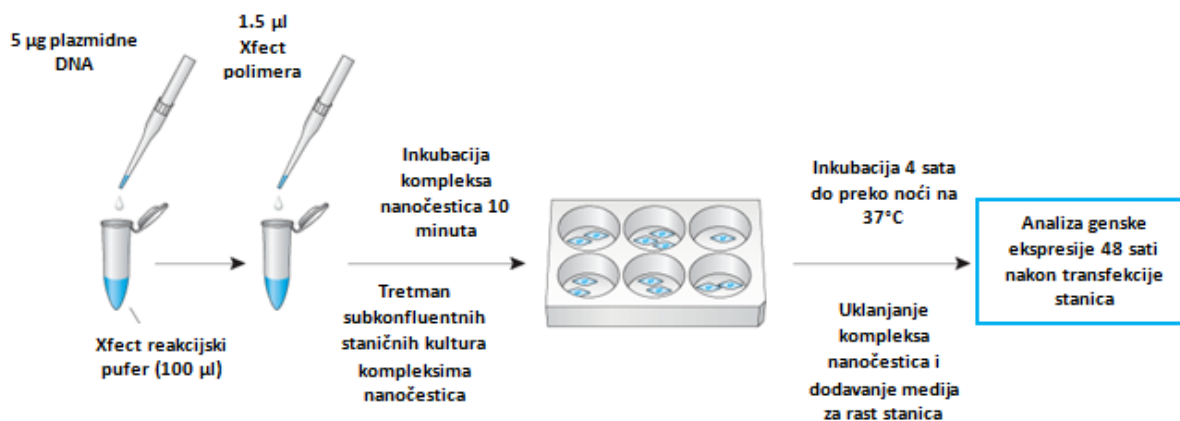 5 µg plazmidne
DNA
1.5 µl
Xfect
polimera
Xfect reakcijski
pufer (100 µl)
Inkubacija
kompleksa
nanočestica 10
minuta
Tretman
subkonfluentnih
staničnih kultura
kompleksima
nanočestica
Inkubacija 4 sata
do preko noći na
37°C
Uklanjanje
kompleksa
nanočestica i
dodavanje medija
za rast stanica
Analiza genske
ekspresije 48 sati
nakon transfekcije
stanica